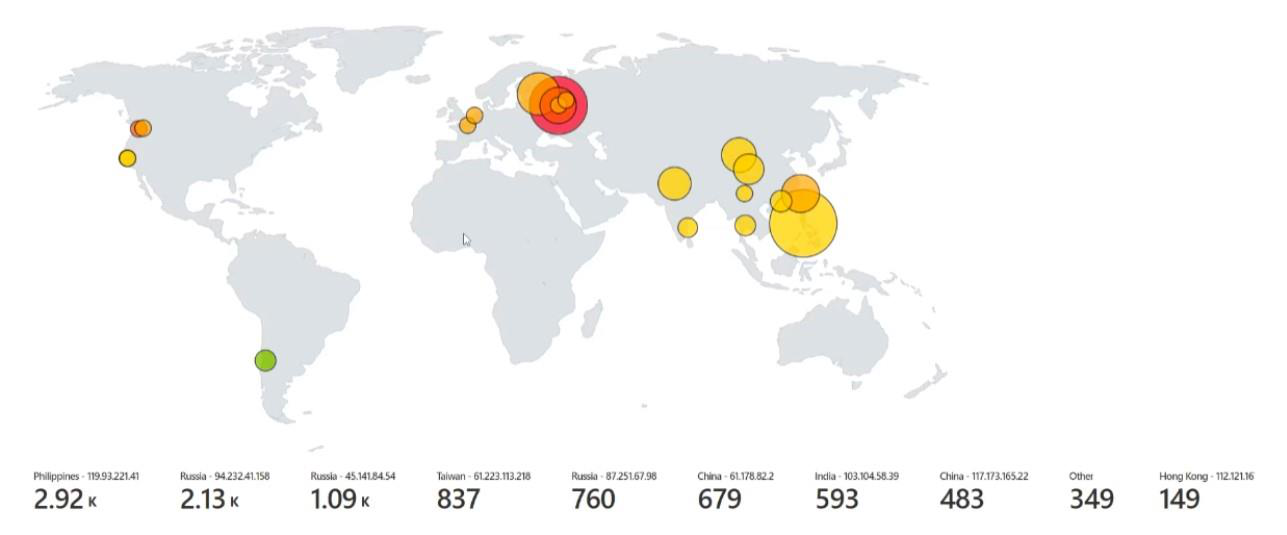 Philippines - 119.93.221.41 Russia - 94.232.41.158 Russia - 45.141.84.54 Taiwan - 61.223.113.218 Russia - 87.251.67.98 China - 61.178.82.2 India - 103.104.58.39 China - 117.173.165.22 Other Hong Kong - 112.121.16
2.92 K 2.13 K 1.09 K 837 760 679 593 483 349 149